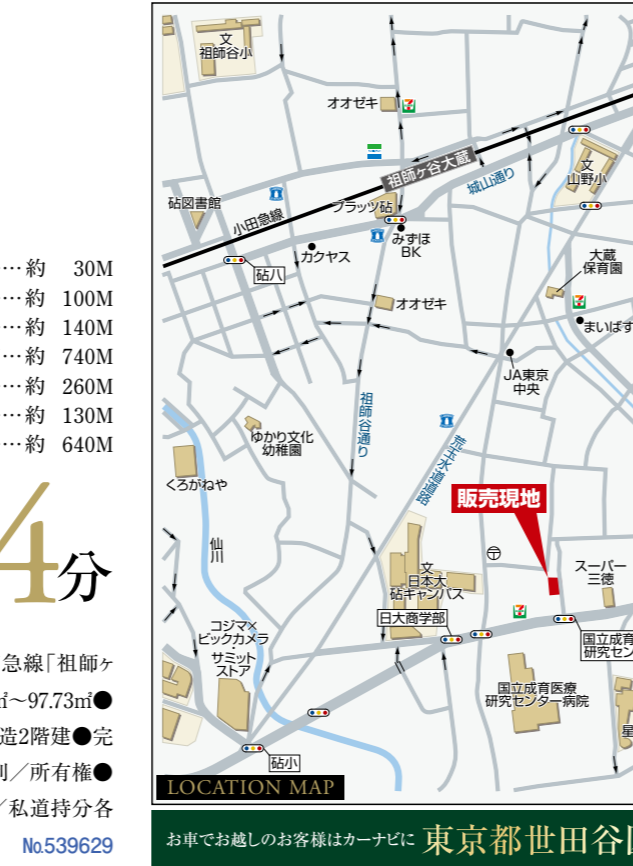 …約 30M
…約 100M
…約 140M
…約 740M
…約 260M
…約 130M
…約 640M
4分
急線「祖師ヶ
㎡～97.73㎡●
造2階建●完
別／所有権●
／私道持分各
No.539629
文
祖師谷小
オオゼキ
祖師ヶ谷大蔵
城山通り
文
山野小
砧図書館
小田急線
プラッツ砧
みずほ
BK
カクヤス
砧八
大蔵
保育園
オオゼキ
まいばす
JA東京
中央
祖師谷通り
荒玉水道道路
ゆかり文化
幼稚園
くろがねや
仙川
販売現地
文
日本大
砧キャンパス
日大商学部
スーパー
三徳
国立成育
研究セン
コジマ×
ビックカメラ
・
サミット
ストア
国立成育医療
研究センター病院
星
砧小
LOCATION MAP
お車でお越しのお客様はカーナビに 東京都世田谷区